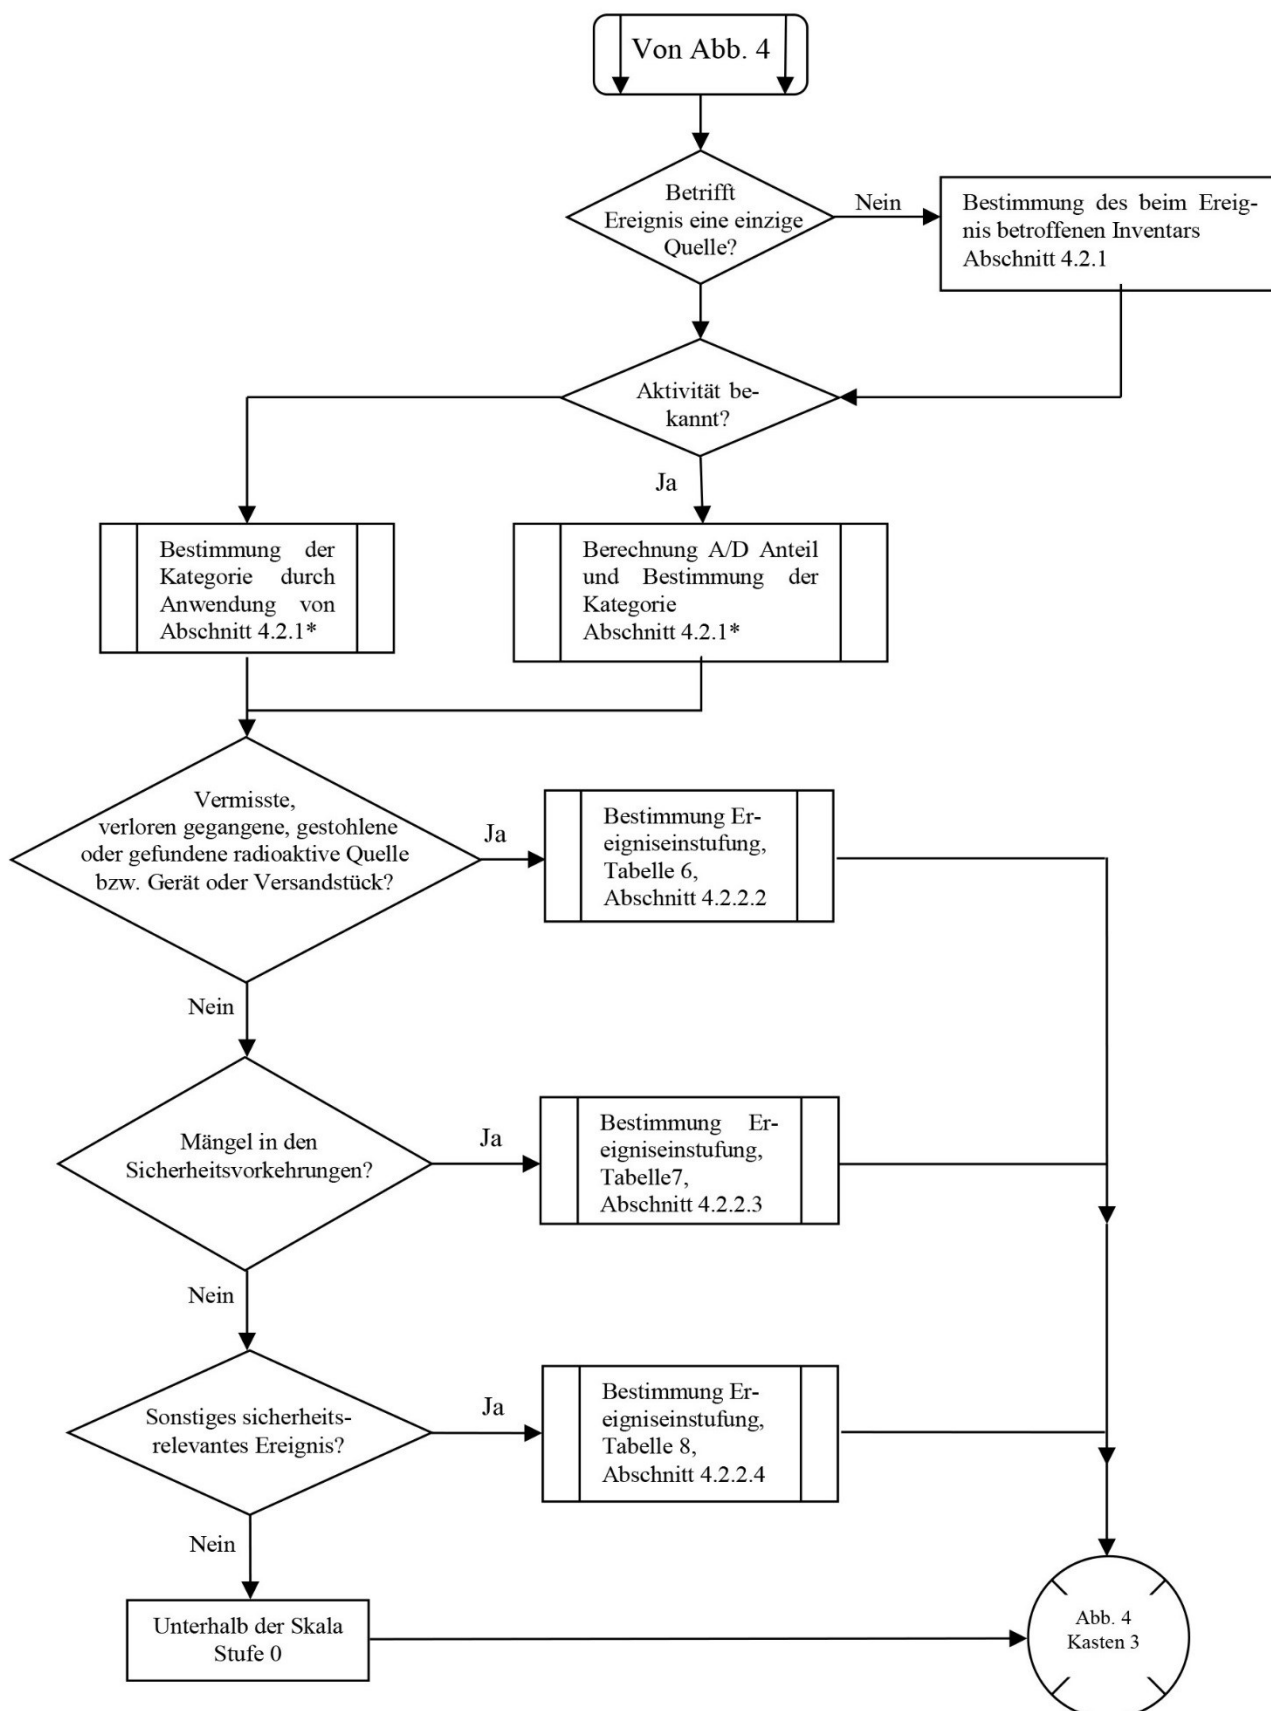 Von Abb. 4
Betrifft
Ereignis eine einzige
Quelle?
Nein
Bestimmung des beim Ereig-
nis betroffenen Inventars
Abschnitt 4.2.1
Aktivität be-
kannt?
Ja
Bestimmung der
Kategorie durch
Anwendung von
Abschnitt 4.2.1*
Berechnung A/D Anteil
und Bestimmung der
Kategorie
Abschnitt 4.2.1*
Vermisste,
verloren gegangene, gestohlene
oder gefundene radioaktive Quelle
bzw. Gerät oder Versandstück?
Ja
Bestimmung Er-
eigniseinstufung,
Tabelle 6,
Abschnitt 4.2.2.2
Nein
Mängel in den
Sicherheitsvorkehrungen?
Ja
Bestimmung Er-
eigniseinstufung,
Tabelle7,
Abschnitt 4.2.2.3
Nein
Sonstiges sicherheits-
relevantes Ereignis?
Ja
Bestimmung Er-
eigniseinstufung,
Tabelle 8,
Abschnitt 4.2.2.4
Nein
Unterhalb der Skala
Stufe 0
Abb. 4
Kasten 3